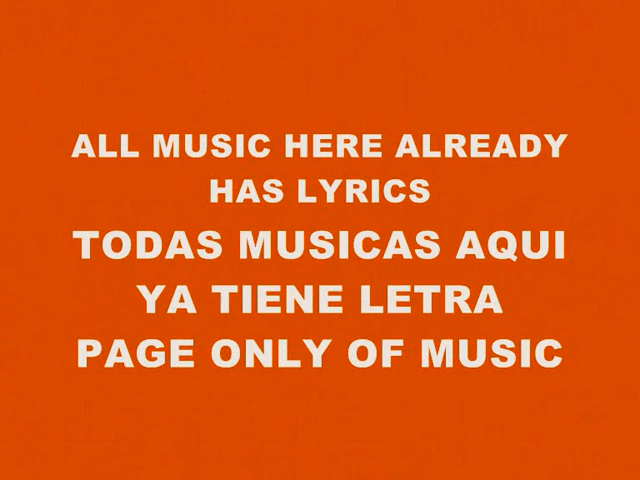 ALL MUSIC HERE ALREADY
HAS LYRICS
TODAS MUSICAS AQUI
YA TIENE LETRA
PAGE ONLY OF MUSIC